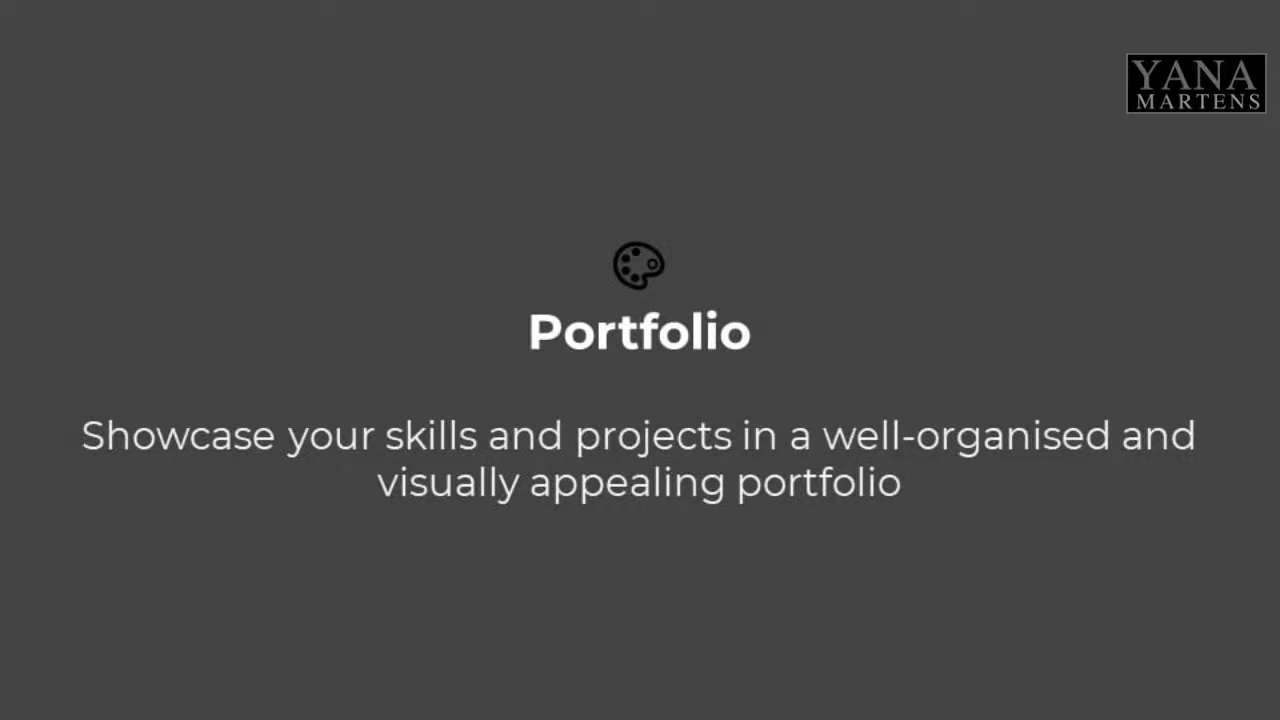 YANA
MARTENS
Portfolio
Showcase your skills and projects in a well-organised and
visually appealing portfolio